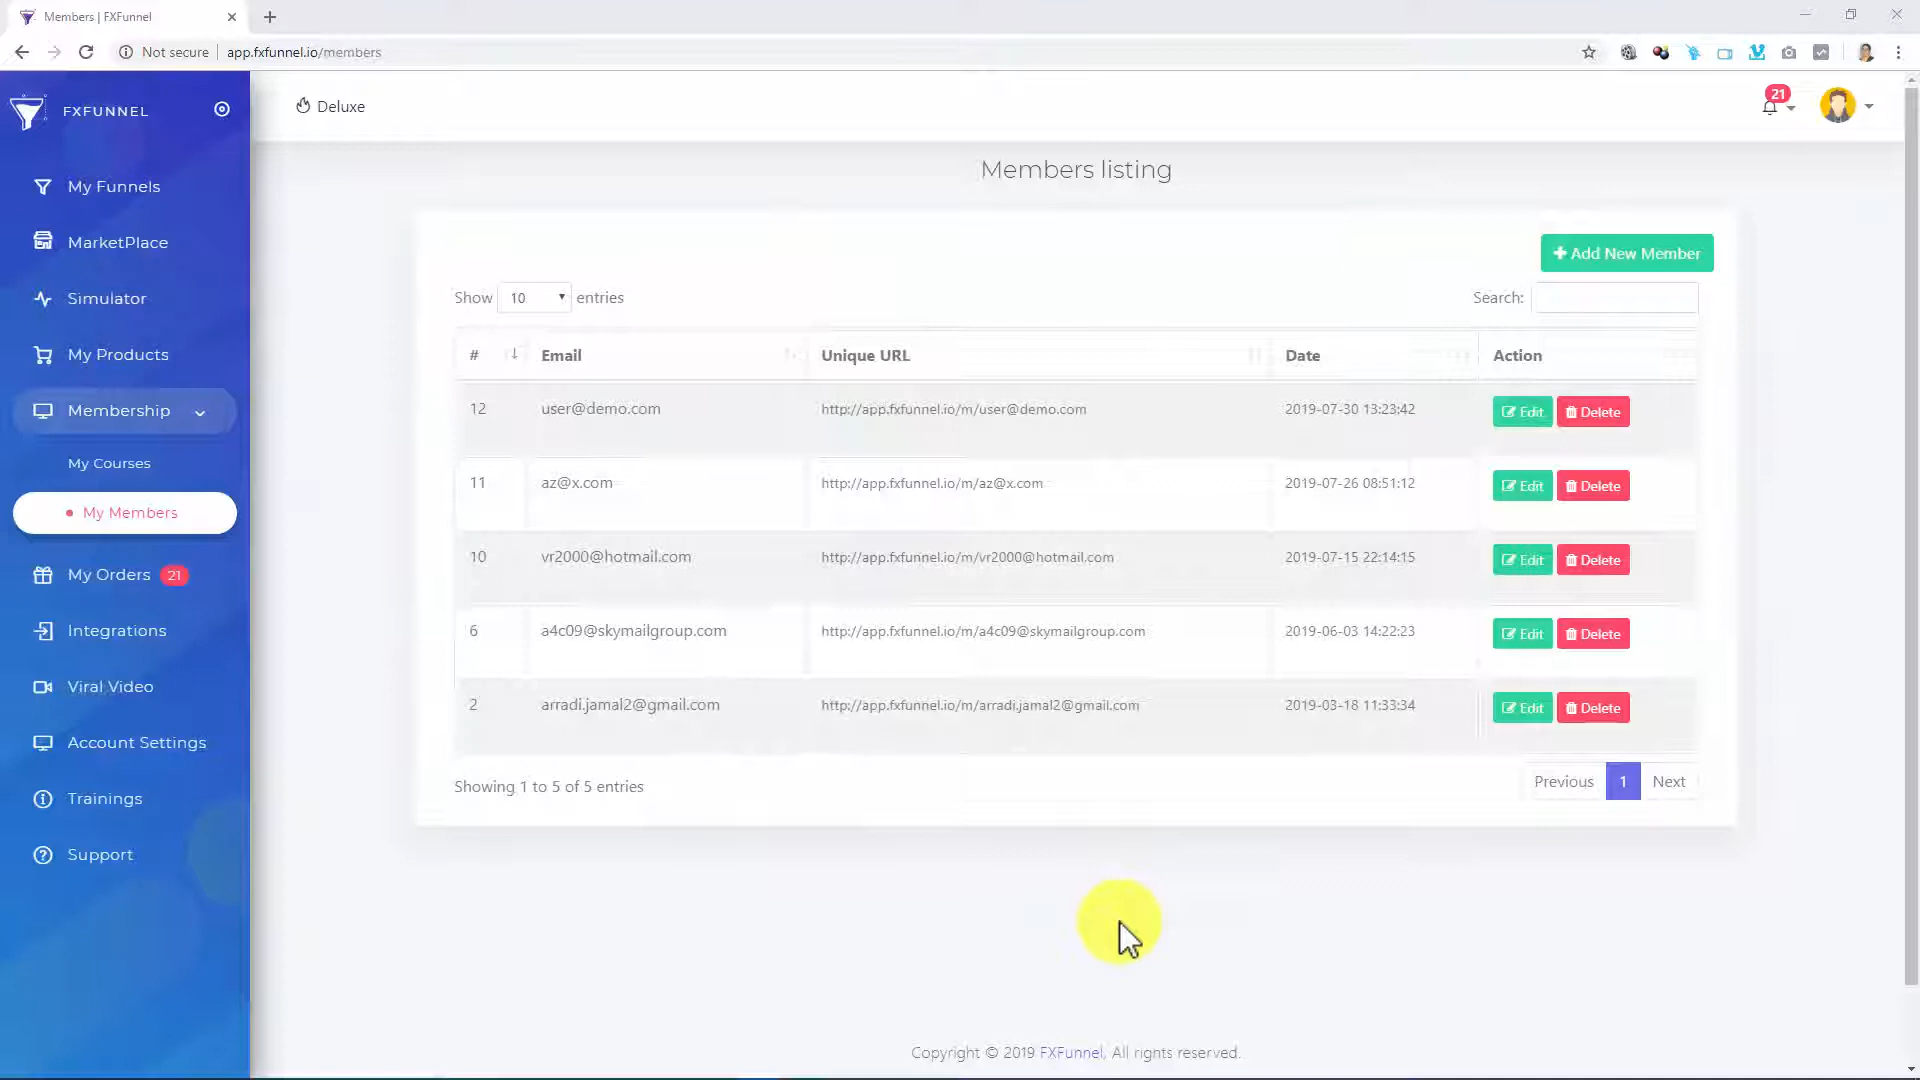 Members | FXFunnel
Not secure | app.fxfunnel.io/members
FXFUNNEL
Deluxe
21
My Funnels
MarketPlace
Simulator
My Products
Membership
My Courses
My Members
My Orders 21
Integrations
Viral Video
Account Settings
Trainings
Support
Members listing
Add New Member
Show 10 entries
Search:
# Email Unique URL Date Action
12 user@demo.com http://app.fxfunnel.io/m/user@demo.com 2019-07-30 13:23:42 Edit Delete
11 az@x.com http://app.fxfunnel.io/m/az@x.com 2019-07-26 08:51:12 Edit Delete
10 vr2000@hotmail.com http://app.fxfunnel.io/m/vr2000@hotmail.com 2019-07-15 22:14:15 Edit Delete
6 a4c09@skymailgroup.com http://app.fxfunnel.io/m/a4c09@skymailgroup.com 2019-06-03 14:22:23 Edit Delete
2 arradi.jamal2@gmail.com http://app.fxfunnel.io/m/arradi.jamal2@gmail.com 2019-03-18 11:33:34 Edit Delete
Showing 1 to 5 of 5 entries
Previous 1 Next
Copyright © 2019 FXFunnel, All rights reserved.